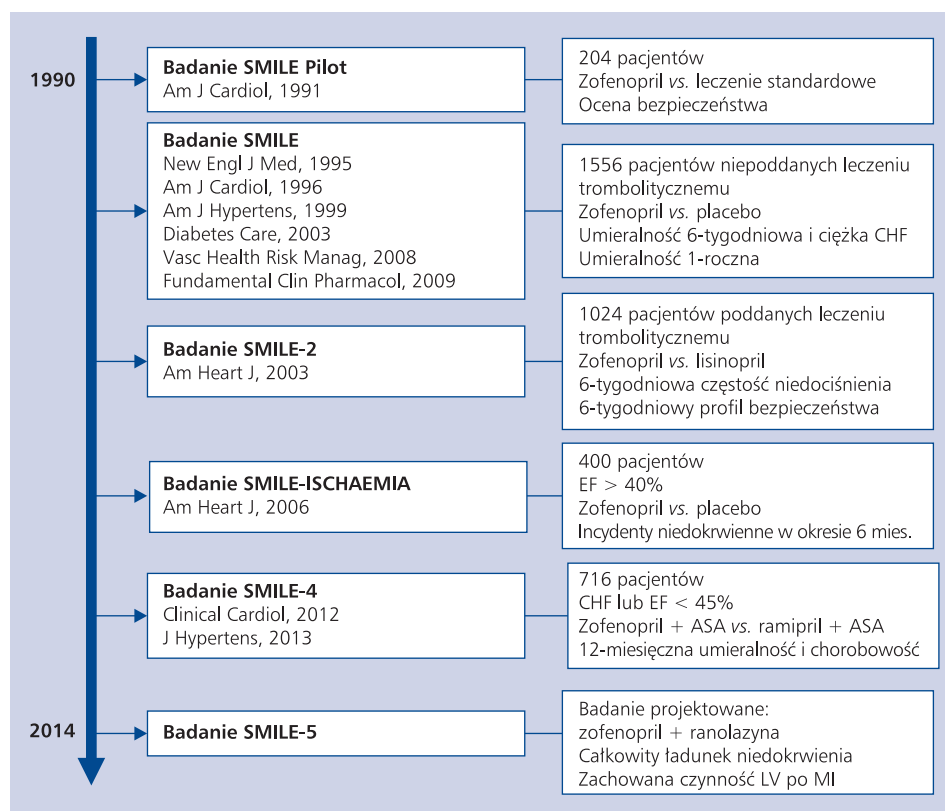 1990
Badanie SMILE Pilot
Am J Cardiol, 1991
204 pacjentów
Zofenopril vs. leczenie standardowe
Ocena bezpieczeństwa
Badanie SMILE
New Engl J Med, 1995
Am J Cardiol, 1996
Am J Hypertens, 1999
Diabetes Care, 2003
Vasc Health Risk Manag, 2008
Fundamental Clin Pharmacol, 2009
1556 pacjentów niepoddanych leczeniu
trombolitycznemu
Zofenopril vs. placebo
Umieralność 6-tygodniowa i ciężka CHF
Umieralność 1-roczna
Badanie SMILE-2
Am Heart J, 2003
1024 pacjentów poddanych leczeniu
trombolitycznemu
Zofenopril vs. lisinopril
6-tygodniowa częstość niedociśnienia
6-tygodniowy profil bezpieczeństwa
Badanie SMILE-ISCHAEMIA
Am Heart J, 2006
400 pacjentów
EF > 40%
Zofenopril vs. placebo
Incydenty niedokrwienne w okresie 6 mies.
Badanie SMILE-4
Clinical Cardiol, 2012
J Hypertens, 2013
716 pacjentów
CHF lub EF < 45%
Zofenopril + ASA vs. ramipril + ASA
12-miesięczna umieralność i chorobowość
2014
Badanie SMILE-5
Badanie projektowane:
zofenopril + ranolazyna
Całkowity ładunek niedokrwienia
Zachowana czynność LV po MI